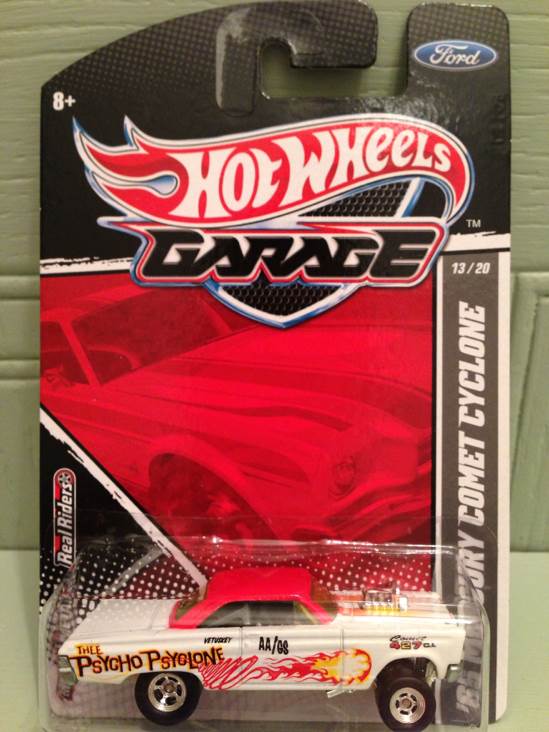 8+
Ford
HOT WHEELS
TM
GARAGE
13/20
'65 MERCURY COMET CYCLONE
Real Riders
THEE
PSYCHO PSYCLONE
VETUSKEY
AA/GS
Comet
427 C.I.